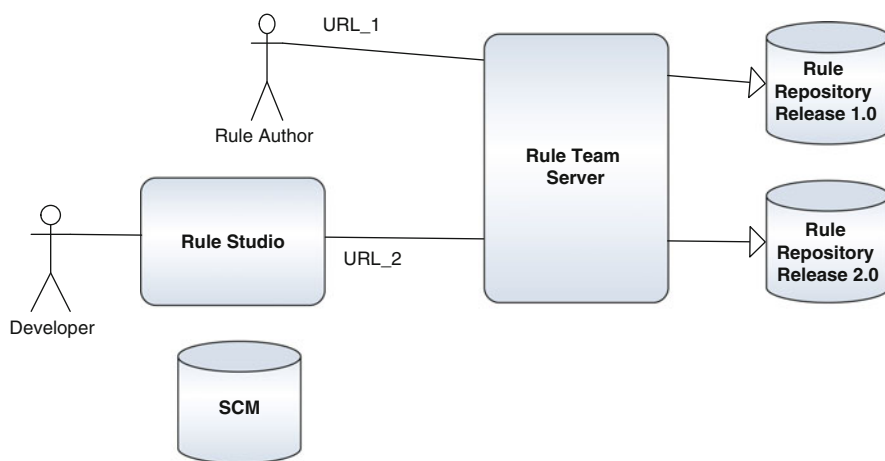 URL_1
Rule Author
Rule Team
Server
Rule
Repository
Release 1.0
Rule Studio
URL_2
Rule
Repository
Release 2.0
Developer
SCM